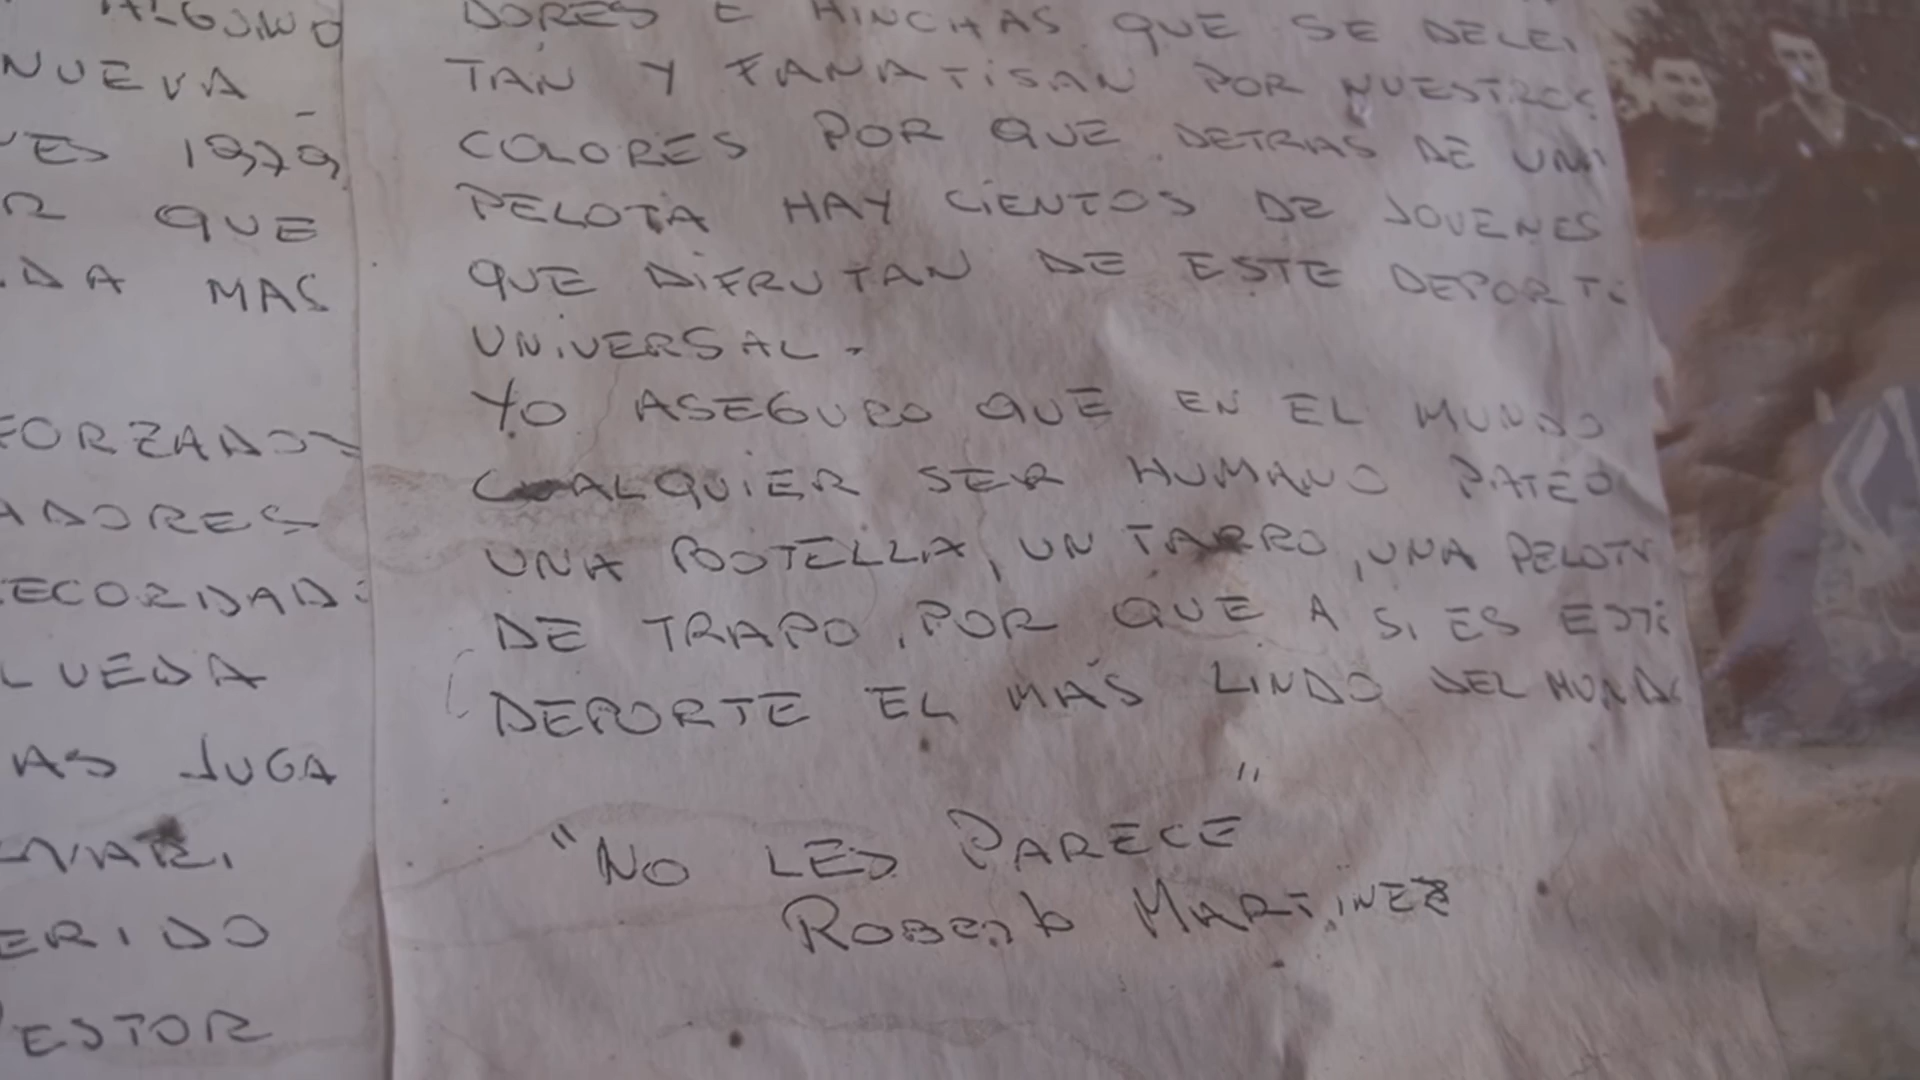 NUEVA
1979
QUE
MAS
JUGA
DORES E HINCHAS QUE SE DELEI
TAN Y FANATISAN POR NUESTROS
COLORES POR QUE DETRAS DE UNA
PELOTA HAY CIENTOS DE JOVENES
QUE DIFRUTAN DE ESTE DEPORTE
UNIVERSAL.
YO ASEGURO QUE EN EL MUNDO
CUALQUIER SER HUMANO PATEO
UNA BOTELLA, UN TARRO, UNA PELOTA
DE TRAPO, POR QUE A SI ES ESTE
DEPORTE EL MAS LINDO DEL MUNDO
"NO LES PARECE"
ROBERTO MARTINEZ